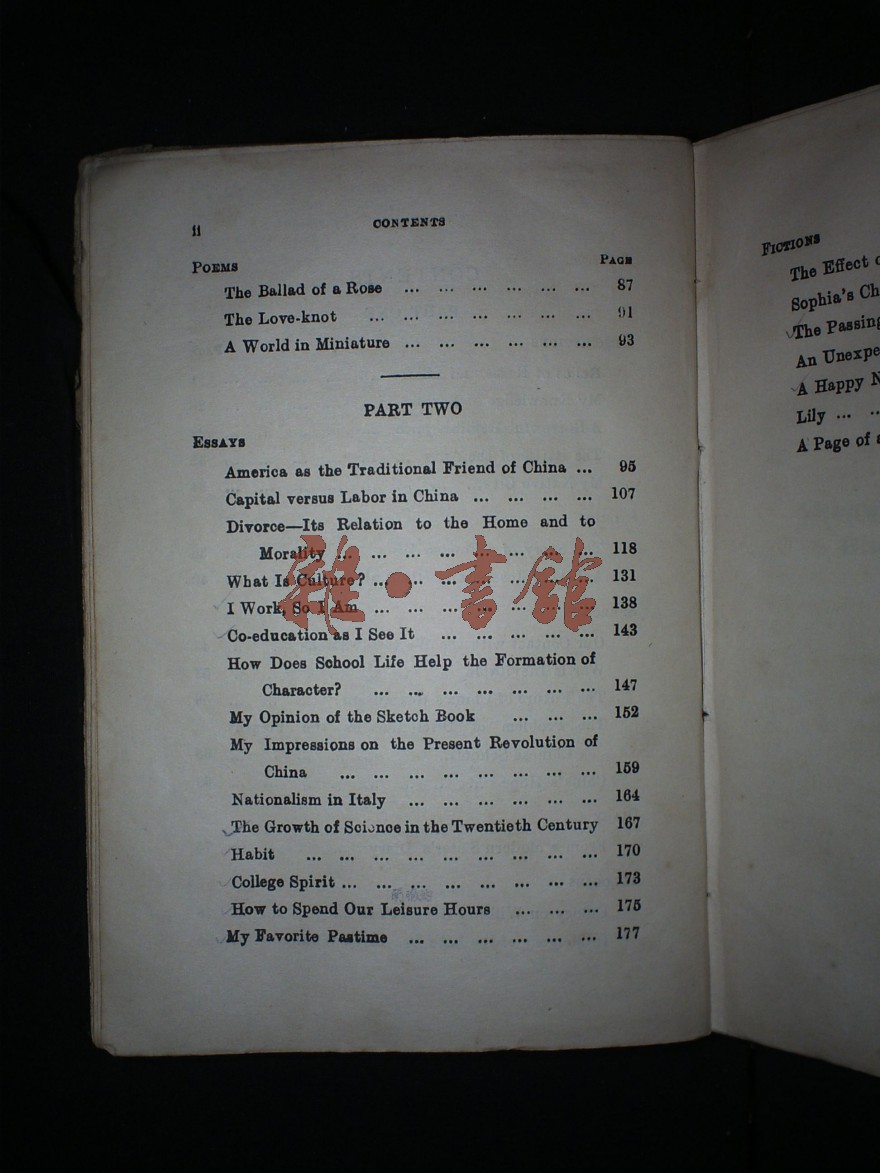 ii
CONTENTS
POEMS PAGE
The Ballad of a Rose ... ... ... ... ... ... 87
The Love-knot ... ... ... ... ... ... ... 91
A World in Miniature ... ... ... ... ... ... 93
PART TWO
ESSAYS
America as the Traditional Friend of China ... 95
Capital versus Labor in China ... ... ... ... 107
Divorce—Its Relation to the Home and to
Morality ... ... ... ... ... ... ... ... 118
What Is Culture? ... ... ... ... ... ... ... 131
I Work, So I Am ... ... ... ... ... ... ... 138
Co-education as I See It ... ... ... ... ... 143
How Does School Life Help the Formation of
Character? ... ... ... ... ... ... ... 147
My Opinion of the Sketch Book ... ... ... 152
My Impressions on the Present Revolution of
China ... ... ... ... ... ... ... ... 159
Nationalism in Italy ... ... ... ... ... ... 164
The Growth of Science in the Twentieth Century 167
Habit ... ... ... ... ... ... ... ... ... 170
College Spirit ... ... ... ... ... ... ... ... 173
How to Spend Our Leisure Hours ... ... ... 175
My Favorite Pastime ... ... ... ... ... ... 177
雜·書館
FICTIONS
The Effect
Sophia's
The Passing
An
A Happy
Lily ... ..
A Page of